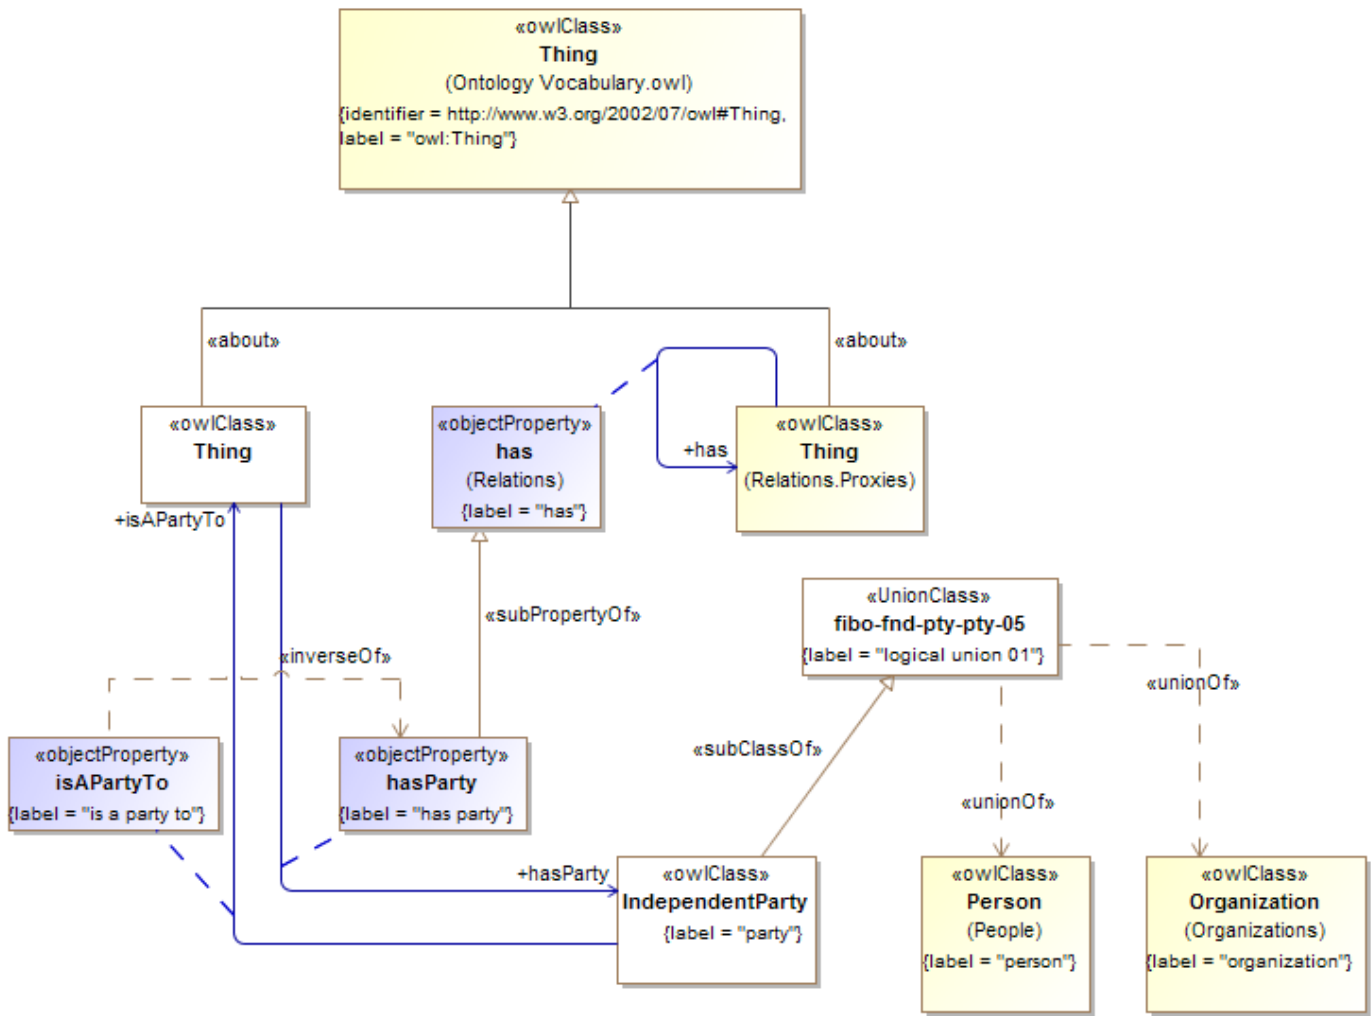 «owlClass»
Thing
(Ontology Vocabulary.owl)
{identifier = http://www.w3.org/2002/07/owl#Thing,
label = "owl:Thing"}
«about»
«about»
«owlClass»
Thing
«objectProperty»
has
(Relations)
{label = "has"}
+has
«owlClass»
Thing
(Relations.Proxies)
+isAPartyTo
«subPropertyOf»
«inverseOf»
«UnionClass»
fibo-fnd-pty-pty-05
{label = "logical union 01"}
«unionOf»
«objectProperty»
isAPartyTo
{label = "is a party to"}
«objectProperty»
hasParty
{label = "has party"}
«subClassOf»
«unionOf»
+hasParty
«owlClass»
IndependentParty
{label = "party"}
«owlClass»
Person
(People)
{label = "person"}
«owlClass»
Organization
(Organizations)
{label = "organization"}